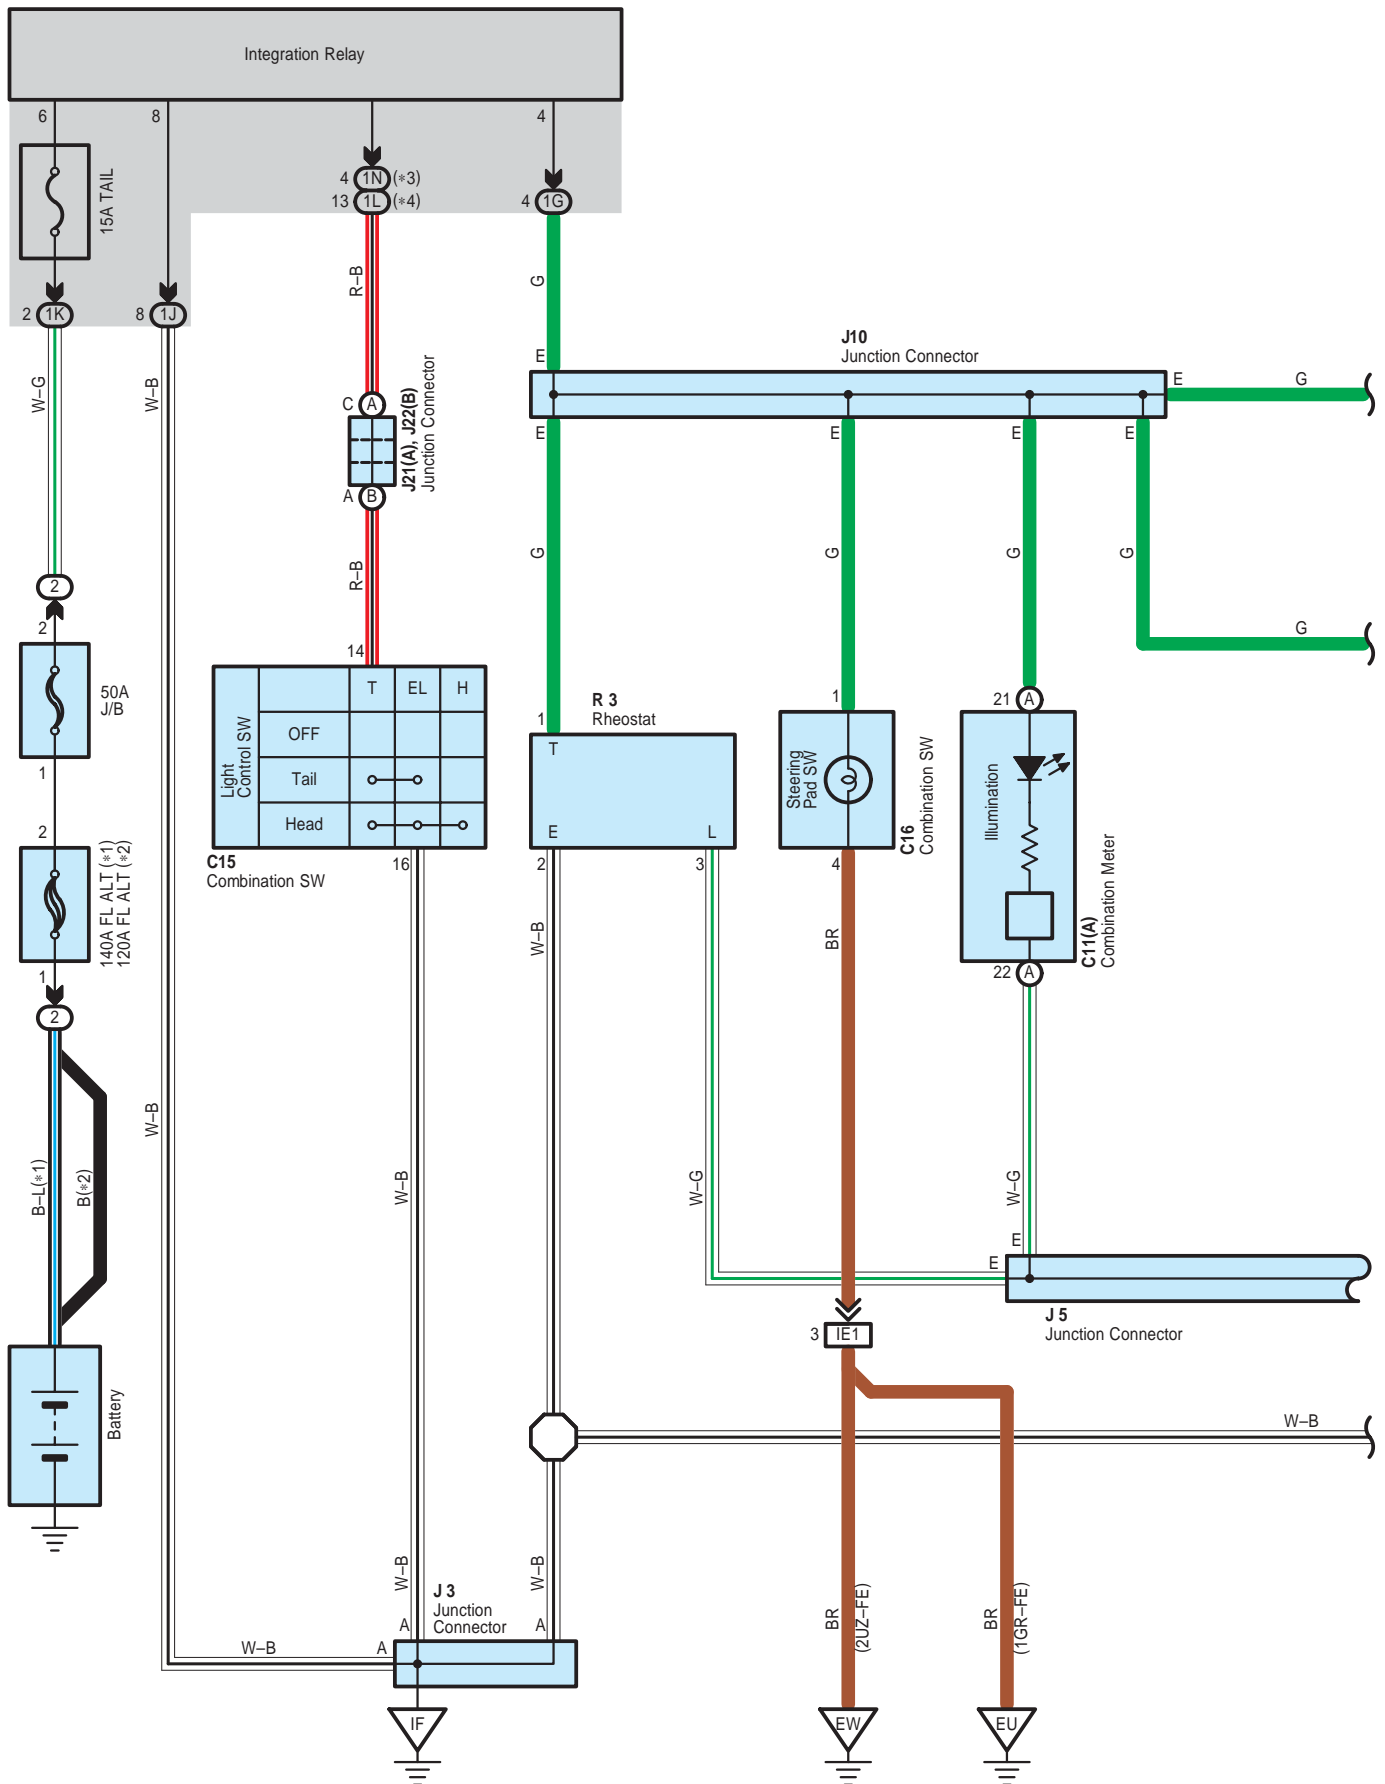 Integration Relay
6
8
4
15A TAIL
4 1N (*3)
13 1L (*4)
4 1G
2 1K
8 1J
W–G
W–B
R–B
G
C A
J21(A), J22(B)
Junction Connector
A B
R–B
E
J10
Junction Connector
E
G
E
E
E
E
G
G
G
G
G
2
2
50A
J/B
1
2
140A FL ALT (*1)
120A FL ALT (*2)
1
2
14
Light
Control SW
T
EL
H
OFF
Tail
Head
C15
Combination SW
16
R 3
Rheostat
1
T
E
L
2
3
1
Steering
Pad SW
C16
Combination SW
4
21 A
Illumination
C11(A)
Combination Meter
22 A
W–B
BR
B–L(*1)
B(*2)
W–B
W–B
W–G
W–G
E
E
J 5
Junction Connector
3 IE1
Battery
W–B
W–B
W–B
J 3
Junction
Connector
A
A
A
W–B
BR
(2UZ–FE)
BR
(1GR–FE)
IF
EW
EU